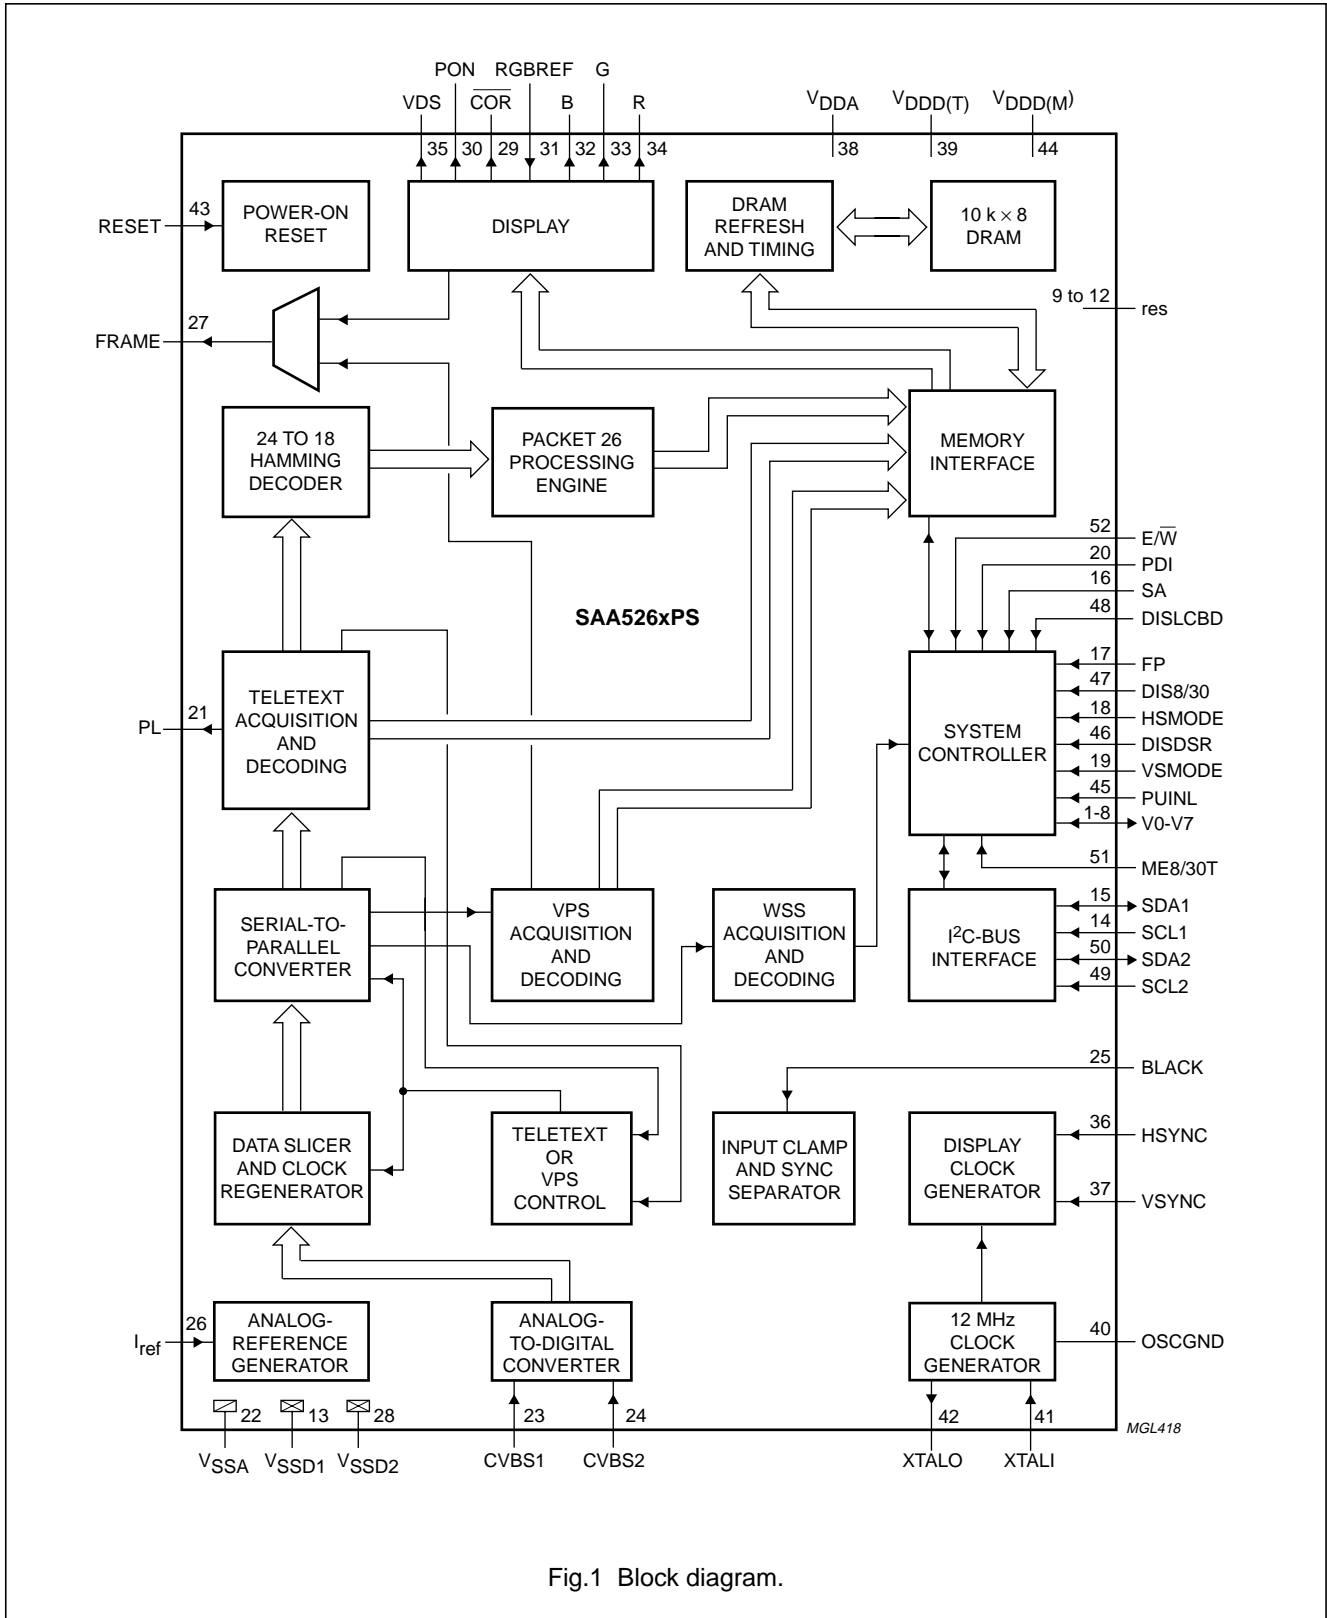 PON RGBREF G
VDS COR B R
VDDA VDDD(T) VDDD(M)
35 30 29 31 32 33 34 38 39 44
RESET 43
POWER-ON
RESET
DISPLAY
DRAM
REFRESH
AND TIMING
10 k × 8
DRAM
9 to 12 res
FRAME 27
24 TO 18
HAMMING
DECODER
PACKET 26
PROCESSING
ENGINE
MEMORY
INTERFACE
SAA526xPS
52 E/W
20 PDI
16 SA
48 DISLCBD
17 FP
47 DIS8/30
18 HSMODE
46 DISDSR
19 VSMODE
45 PUINL
1-8 V0-V7
51 ME8/30T
PL 21
TELETEXT
ACQUISITION
AND
DECODING
SYSTEM
CONTROLLER
SERIAL-TO-
PARALLEL
CONVERTER
VPS
ACQUISITION
AND
DECODING
WSS
ACQUISITION
AND
DECODING
I2C-BUS
INTERFACE
15 SDA1
14 SCL1
50 SDA2
49 SCL2
25 BLACK
DATA SLICER
AND CLOCK
REGENERATOR
TELETEXT
OR
VPS
CONTROL
INPUT CLAMP
AND SYNC
SEPARATOR
DISPLAY
CLOCK
GENERATOR
36 HSYNC
37 VSYNC
Iref 26
ANALOG-
REFERENCE
GENERATOR
ANALOG-
TO-DIGITAL
CONVERTER
12 MHz
CLOCK
GENERATOR
40 OSCGND
22 13 28 23 24 42 41
MGL418
VSSA VSSD1 VSSD2 CVBS1 CVBS2 XTALO XTALI
Fig.1 Block diagram.